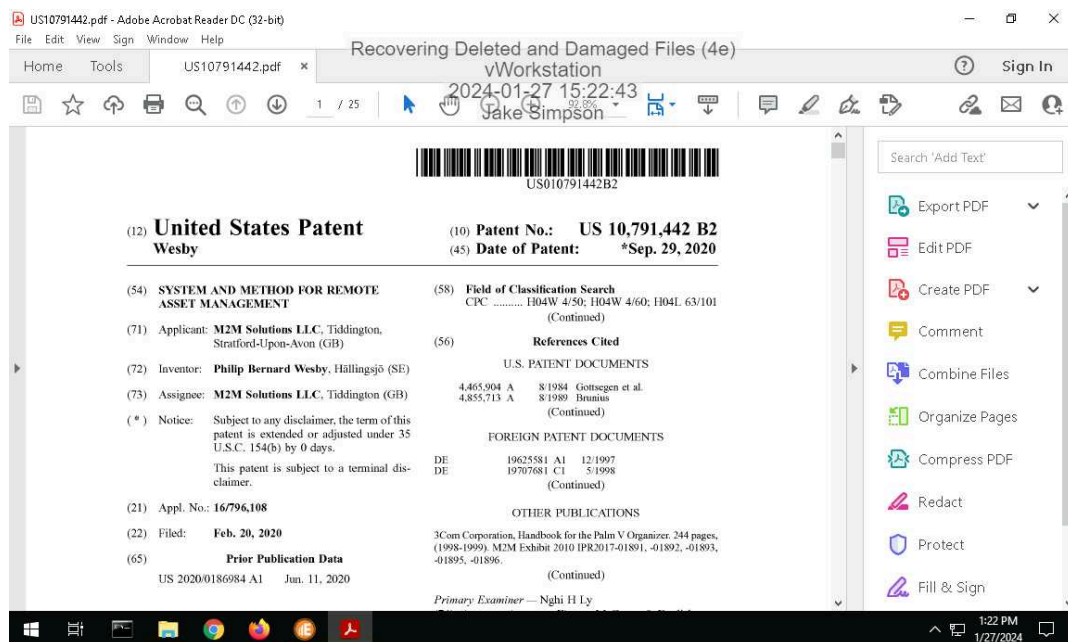 US10791442.pdf - Adobe Acrobat Reader DC (32-bit)
File Edit View Sign Window Help
Recovering Deleted and Damaged Files (4e)
vWorkstation
2024-01-27 15:22:43
Jake Simpson
Home Tools US10791442.pdf × Sign In
1 / 25 92.8%
US010791442B2
(12) United States Patent
Wesby
(10) Patent No.: US 10,791,442 B2
(45) Date of Patent: *Sep. 29, 2020
(54) SYSTEM AND METHOD FOR REMOTE
ASSET MANAGEMENT
(71) Applicant: M2M Solutions LLC, Tiddington,
Stratford-Upon-Avon (GB)
(72) Inventor: Philip Bernard Wesby, Hällingsjö (SE)
(73) Assignee: M2M Solutions LLC, Tiddington (GB)
( * ) Notice: Subject to any disclaimer, the term of this
patent is extended or adjusted under 35
U.S.C. 154(b) by 0 days.
This patent is subject to a terminal dis-
claimer.
(21) Appl. No.: 16/796,108
(22) Filed: Feb. 20, 2020
(65) Prior Publication Data
US 2020/0186984 A1 Jun. 11, 2020
(58) Field of Classification Search
CPC .......... H04W 4/50; H04W 4/60; H04L 63/101
(Continued)
(56) References Cited
U.S. PATENT DOCUMENTS
4,465,904 A 8/1984 Gottsegen et al.
4,855,713 A 8/1989 Brunius
(Continued)
FOREIGN PATENT DOCUMENTS
DE 19625581 A1 12/1997
DE 19707681 C1 5/1998
(Continued)
OTHER PUBLICATIONS
3Com Corporation, Handbook for the Palm V Organizer. 244 pages,
(1998-1999). M2M Exhibit 2010 IPR2017-01891, -01892, -01893,
-01895, -01896.
(Continued)
Primary Examiner — Nghi H Ly
Search 'Add Text'
Export PDF
Edit PDF
Create PDF
Comment
Combine Files
Organize Pages
Compress PDF
Redact
Protect
Fill & Sign
1:22 PM
1/27/2024